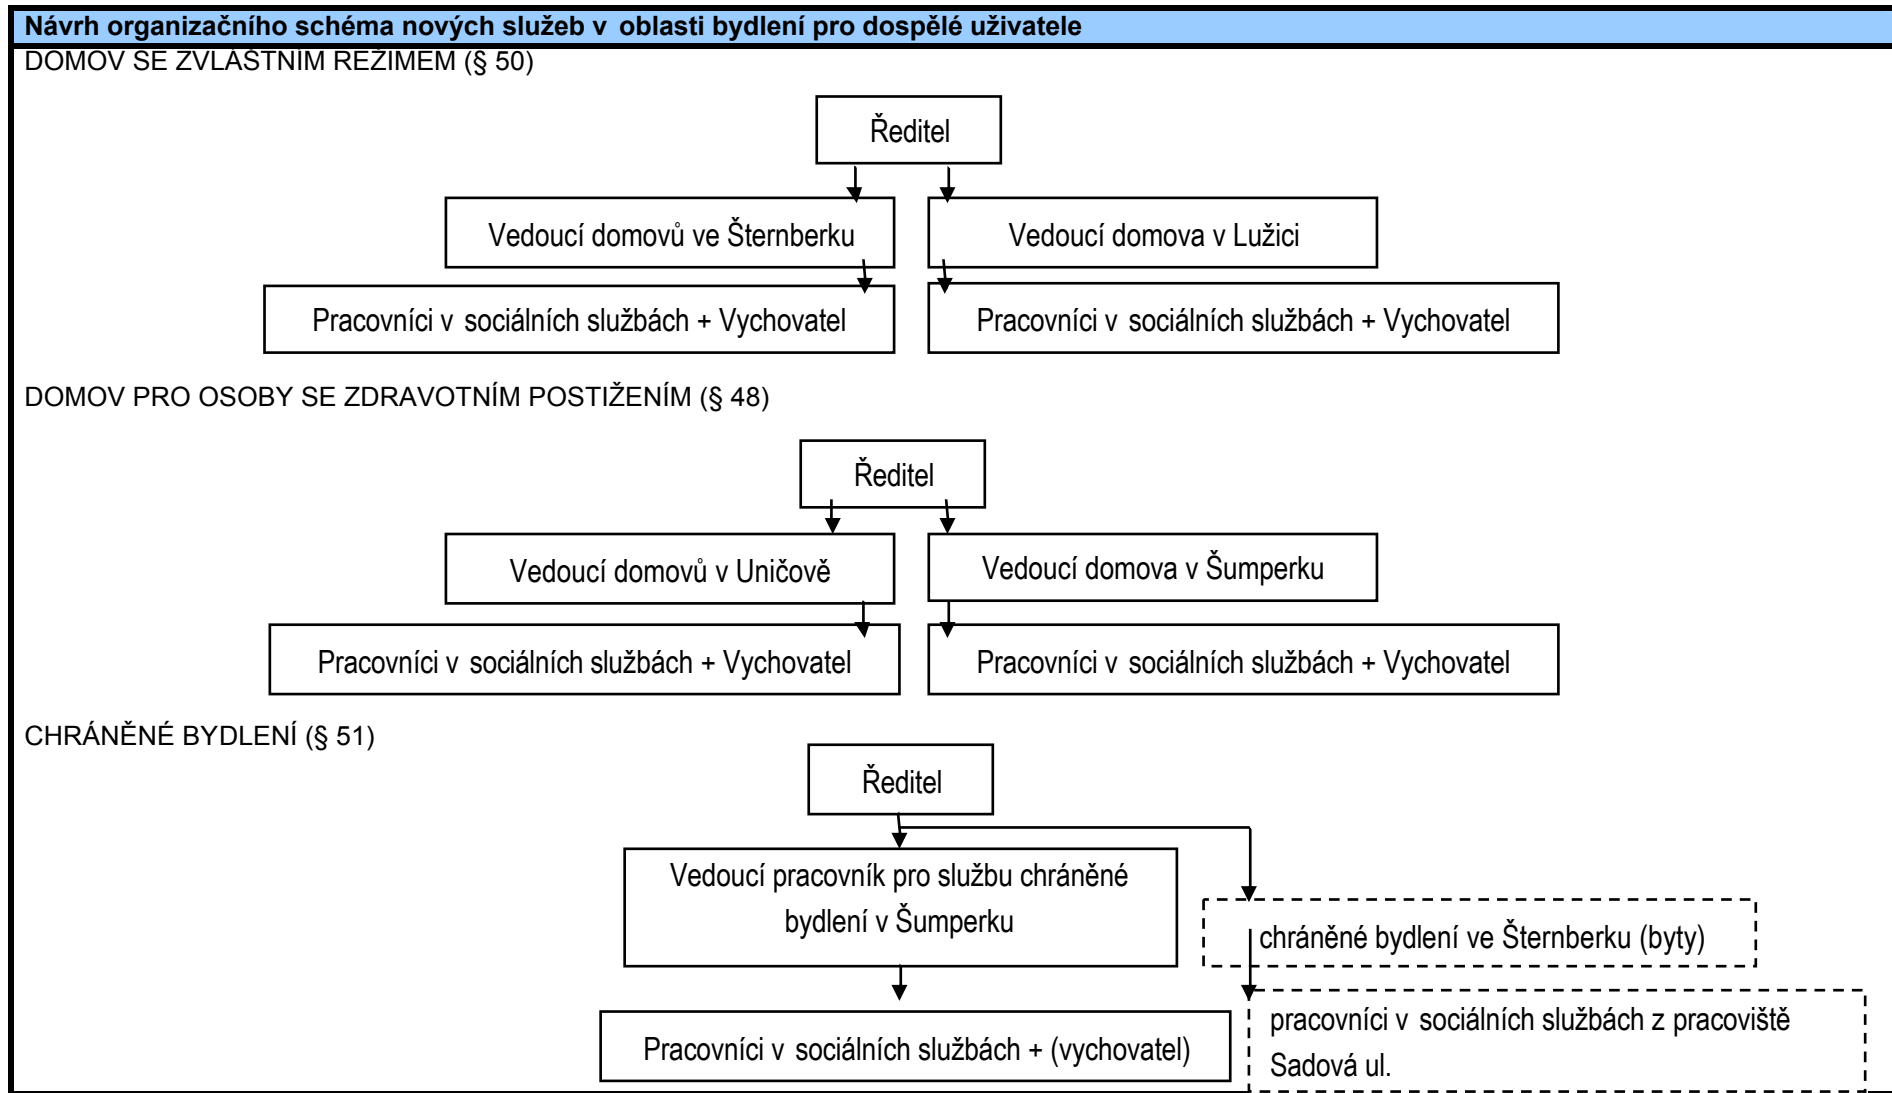 Návrh organizačního schéma nových služeb v oblasti bydlení pro dospělé uživatele
DOMOV SE ZVLÁŠTNÍM REŽIMEM (§ 50)
Ředitel
Vedoucí domovů ve Šternberku
Vedoucí domova v Lužici
Pracovníci v sociálních službách + Vychovatel
Pracovníci v sociálních službách + Vychovatel
DOMOV PRO OSOBY SE ZDRAVOTNÍM POSTIŽENÍM (§ 48)
Ředitel
Vedoucí domovů v Uničově
Vedoucí domova v Šumperku
Pracovníci v sociálních službách + Vychovatel
Pracovníci v sociálních službách + Vychovatel
CHRÁNĚNÉ BYDLENÍ (§ 51)
Ředitel
Vedoucí pracovník pro službu chráněné
bydlení v Šumperku
chráněné bydlení ve Šternberku (byty)
Pracovníci v sociálních službách + (vychovatel)
pracovníci v sociálních službách z pracoviště
Sadová ul.